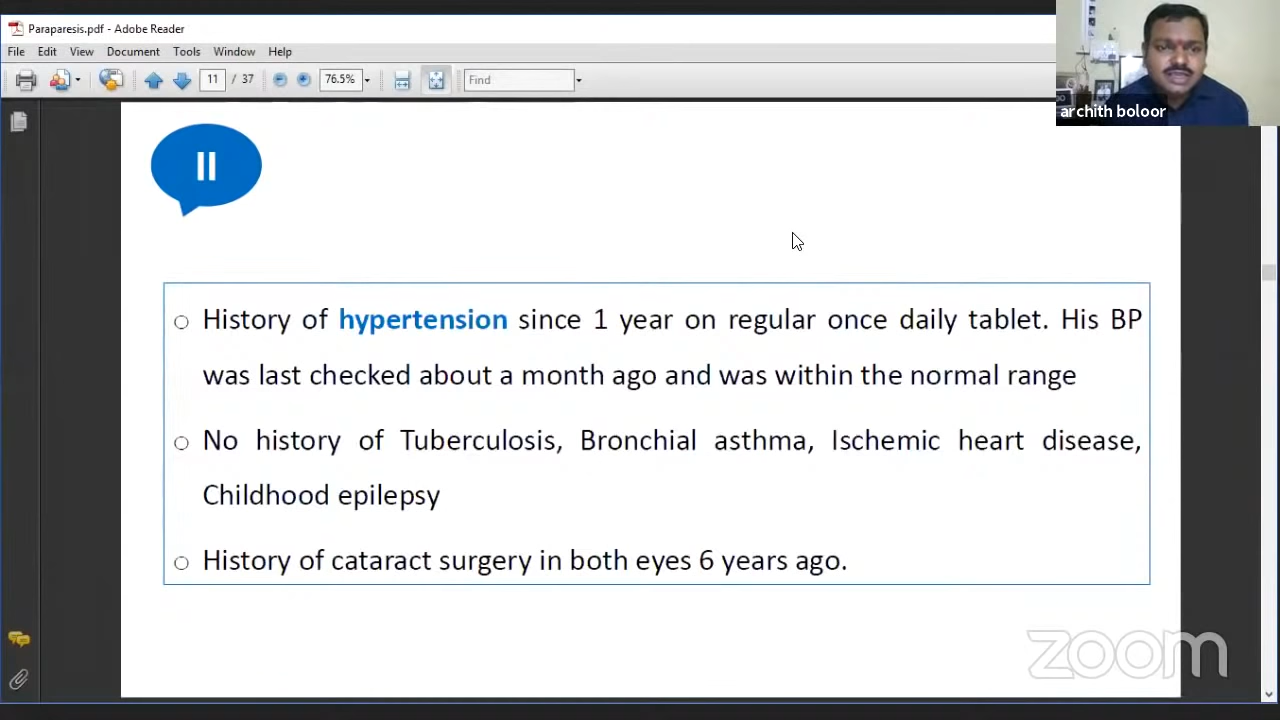 Paraparesis.pdf - Adobe Reader
File Edit View Document Tools Window Help
11 / 37 76.5% Find
archith boloor
II
History of hypertension since 1 year on regular once daily tablet. His BP
was last checked about a month ago and was within the normal range
No history of Tuberculosis, Bronchial asthma, Ischemic heart disease,
Childhood epilepsy
History of cataract surgery in both eyes 6 years ago.
zoom